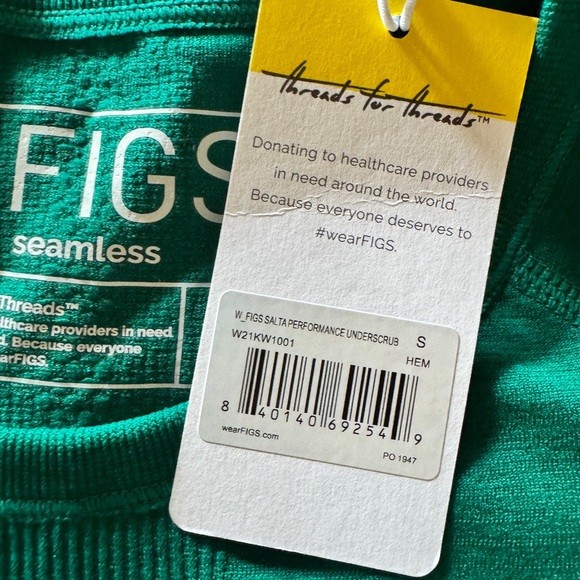 threads for threads™
Donating to healthcare providers
in need around the world.
Because everyone deserves to
#wearFIGS.
FIGS
seamless
Threads™
lthcare providers in need
d. Because everyone
arFIGS.
W_FIGS SALTA PERFORMANCE UNDERSCRUB S
W21KW1001
HEM
8 40140 69254 9
wearFIGS.com
PO 1947